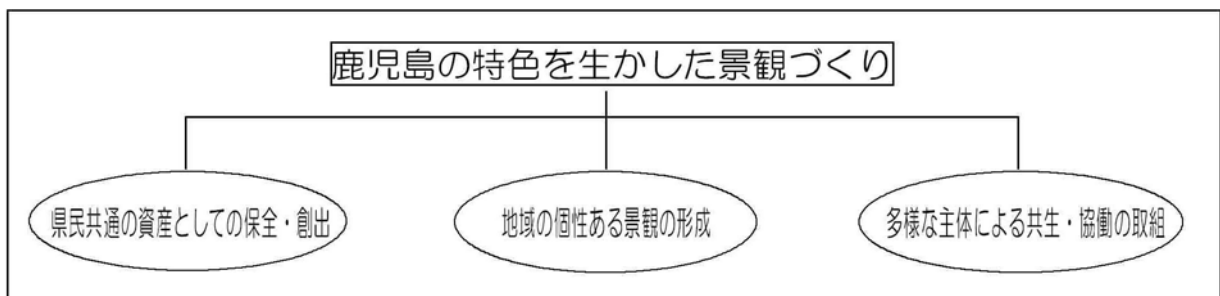 鹿児島の特色を生かした景観づくり
県民共通の資産としての保全・創出
地域の個性ある景観の形成
多様な主体による共生・協働の取組